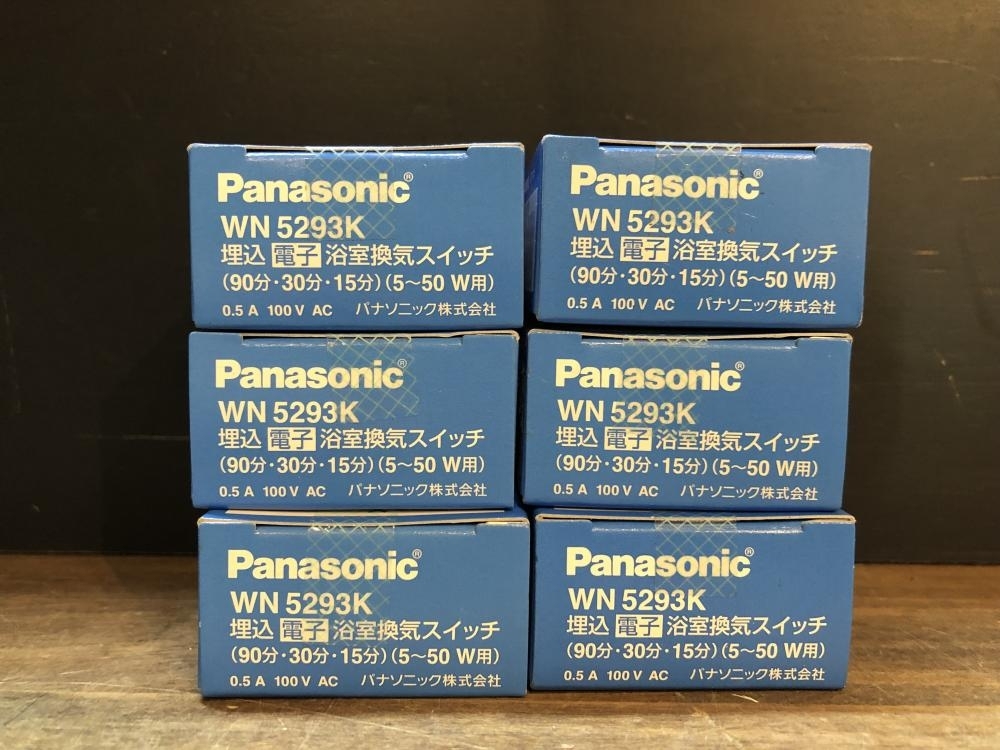 Panasonic®
WN 5293K
埋込 電子 浴室換気スイッチ
(90分・30分・15分)(5～50 W用)
0.5 A 100 V AC パナソニック株式会社
Panasonic®
WN 5293K
埋込 電子 浴室換気スイッチ
(90分・30分・15分)(5～50 W用)
0.5 A 100 V AC パナソニック株式会社
Panasonic®
WN 5293K
埋込 電子 浴室換気スイッチ
(90分・30分・15分)(5～50 W用)
0.5 A 100 V AC パナソニック株式会社
Panasonic®
WN 5293K
埋込 電子 浴室換気スイッチ
(90分・30分・15分)(5～50 W用)
0.5 A 100 V AC パナソニック株式会社
Panasonic®
WN 5293K
埋込 電子 浴室換気スイッチ
(90分・30分・15分)(5～50 W用)
0.5 A 100 V AC パナソニック株式会社
Panasonic®
WN 5293K
埋込 電子 浴室換気スイッチ
(90分・30分・15分)(5～50 W用)
0.5 A 100 V AC パナソニック株式会社